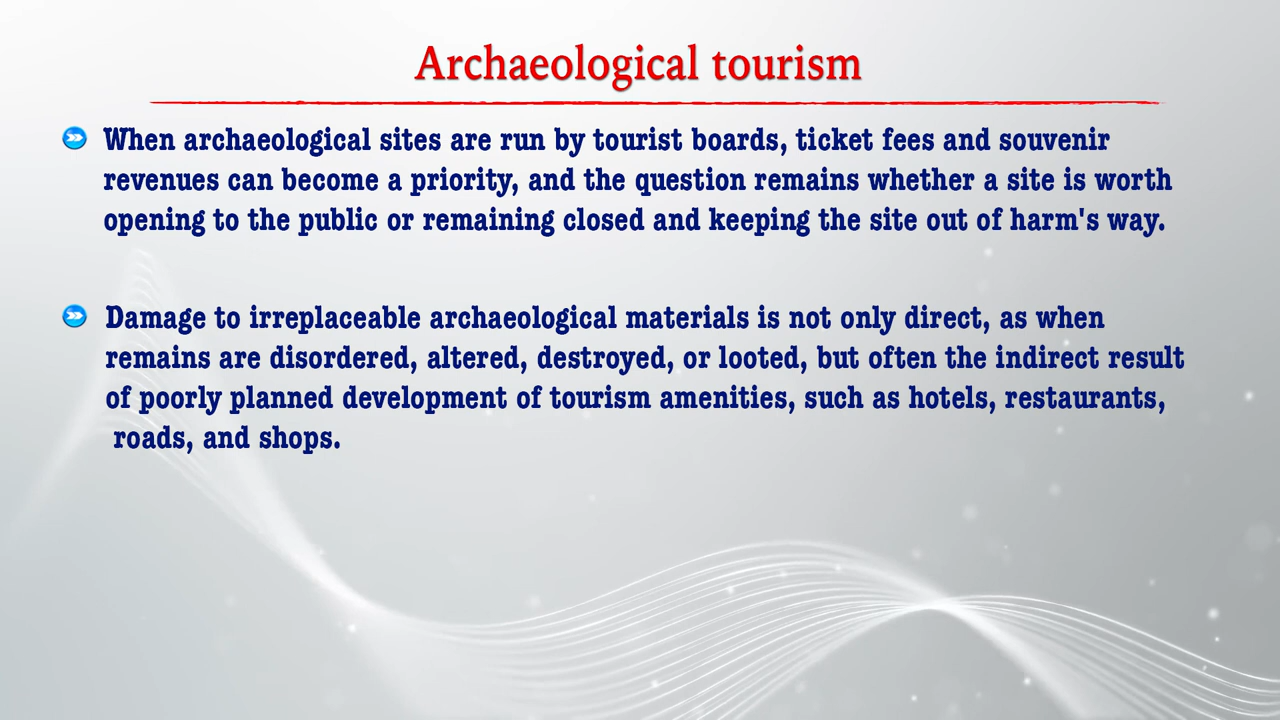 Archaeological tourism
When archaeological sites are run by tourist boards, ticket fees and souvenir
revenues can become a priority, and the question remains whether a site is worth
opening to the public or remaining closed and keeping the site out of harm's way.
Damage to irreplaceable archaeological materials is not only direct, as when
remains are disordered, altered, destroyed, or looted, but often the indirect result
of poorly planned development of tourism amenities, such as hotels, restaurants,
roads, and shops.